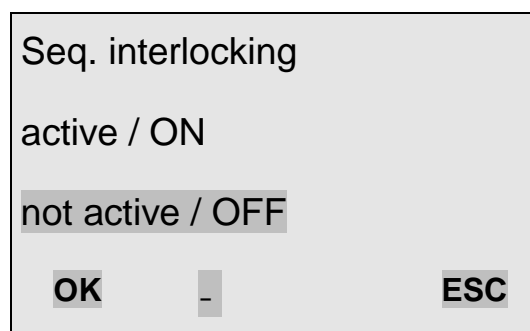 Seq. interlocking
active / ON
not active / OFF
OK - ESC